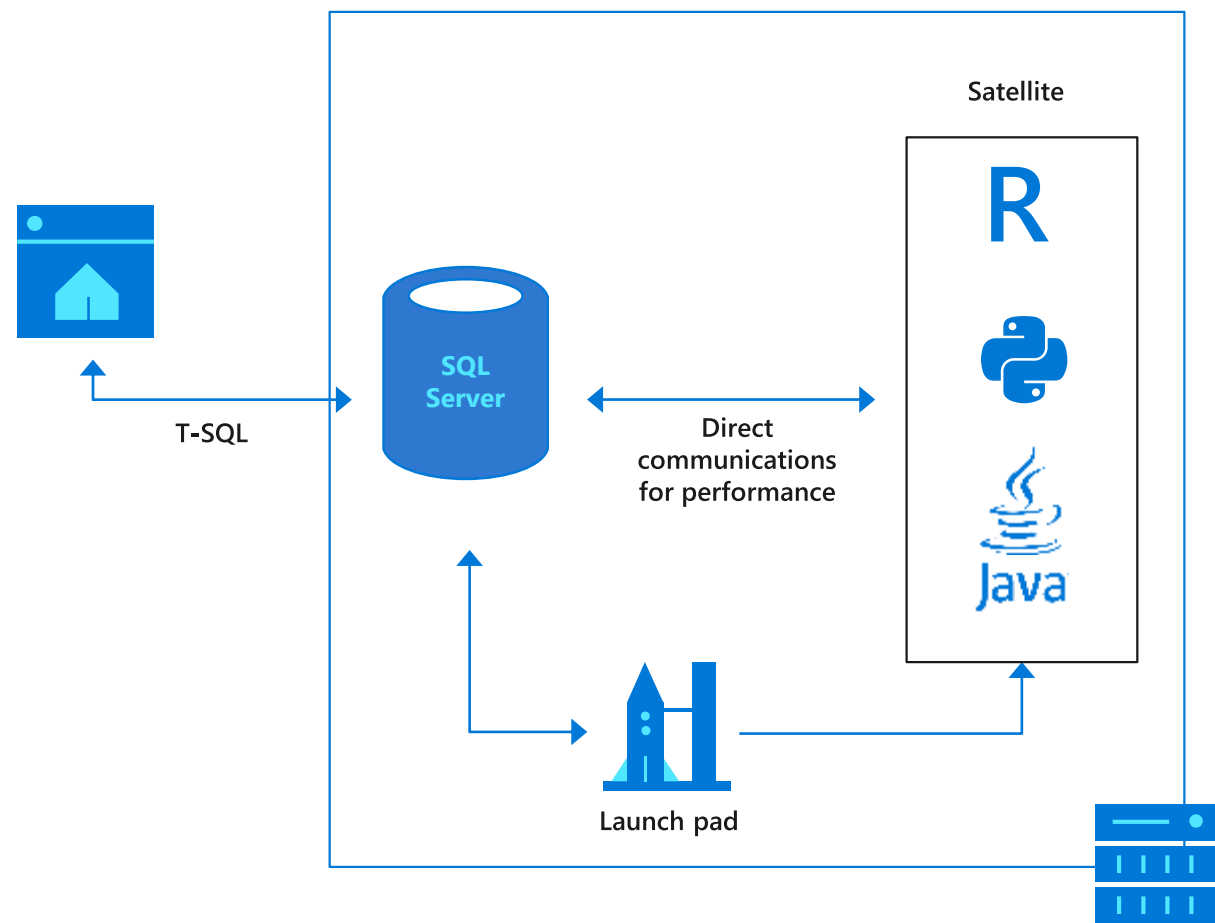 Satellite
R
SQL
Server
T-SQL
Direct
communications
for performance
Java
Launch pad